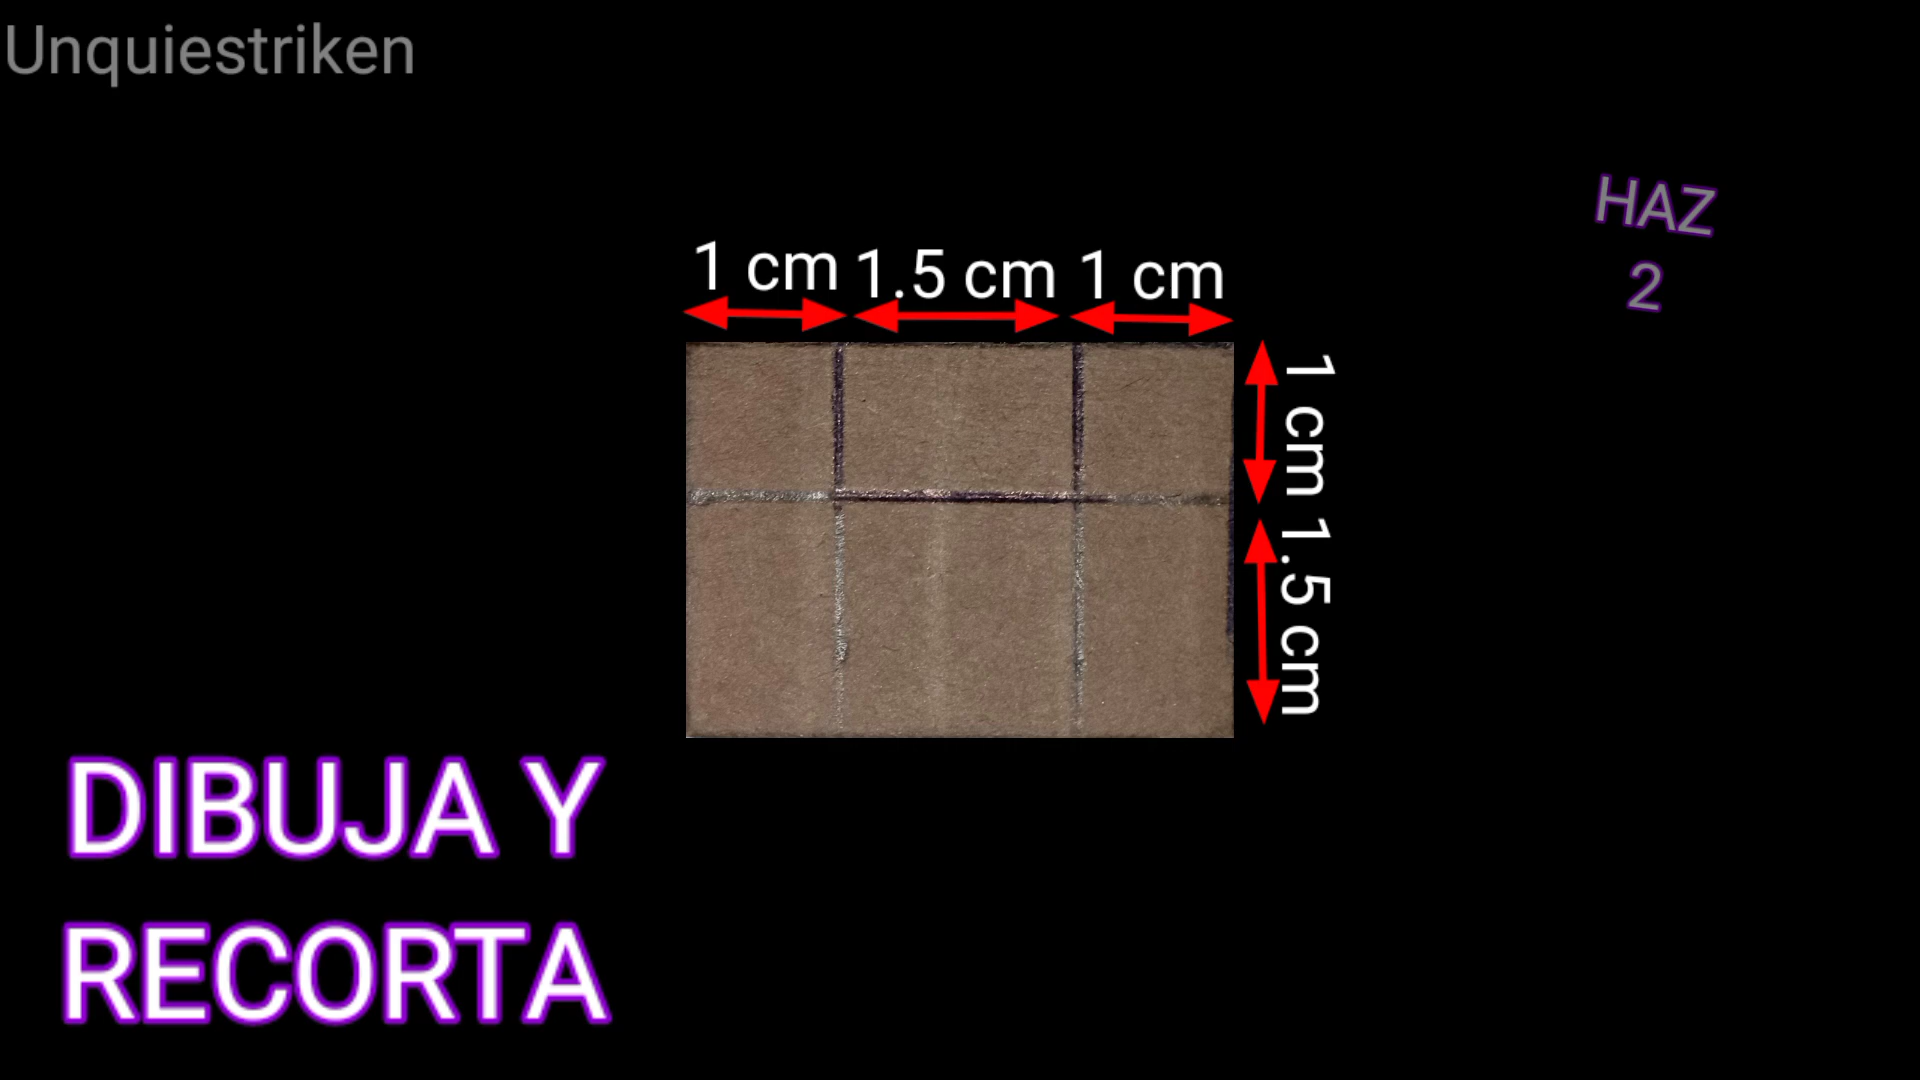 Unquiestriken
HAZ
2
1 cm 1.5 cm 1 cm
1 cm
1.5 cm
DIBUJA Y
RECORTA